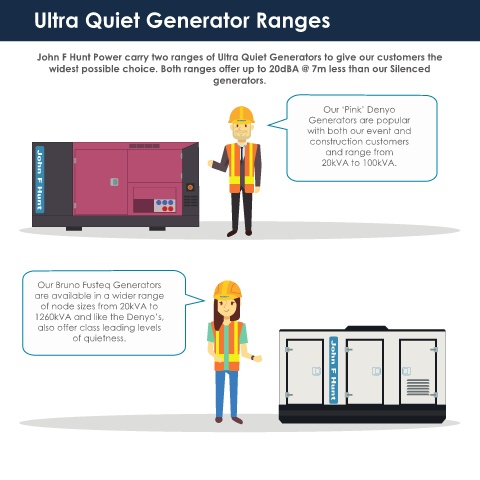 Ultra Quiet Generator Ranges
John F Hunt Power carry two ranges of Ultra Quiet Generators to give our customers the
widest possible choice. Both ranges offer up to 20dBA @ 7m less than our Silenced
generators.
Our ‘Pink’ Denyo
Generators are popular
with both our event and
construction customers
and range from
20kVA to 100kVA.
John F Hunt
Our Bruno Fusteq Generators
are available in a wider range
of node sizes from 20kVA to
1260kVA and like the Denyo’s,
also offer class leading levels
of quietness.
John F Hunt